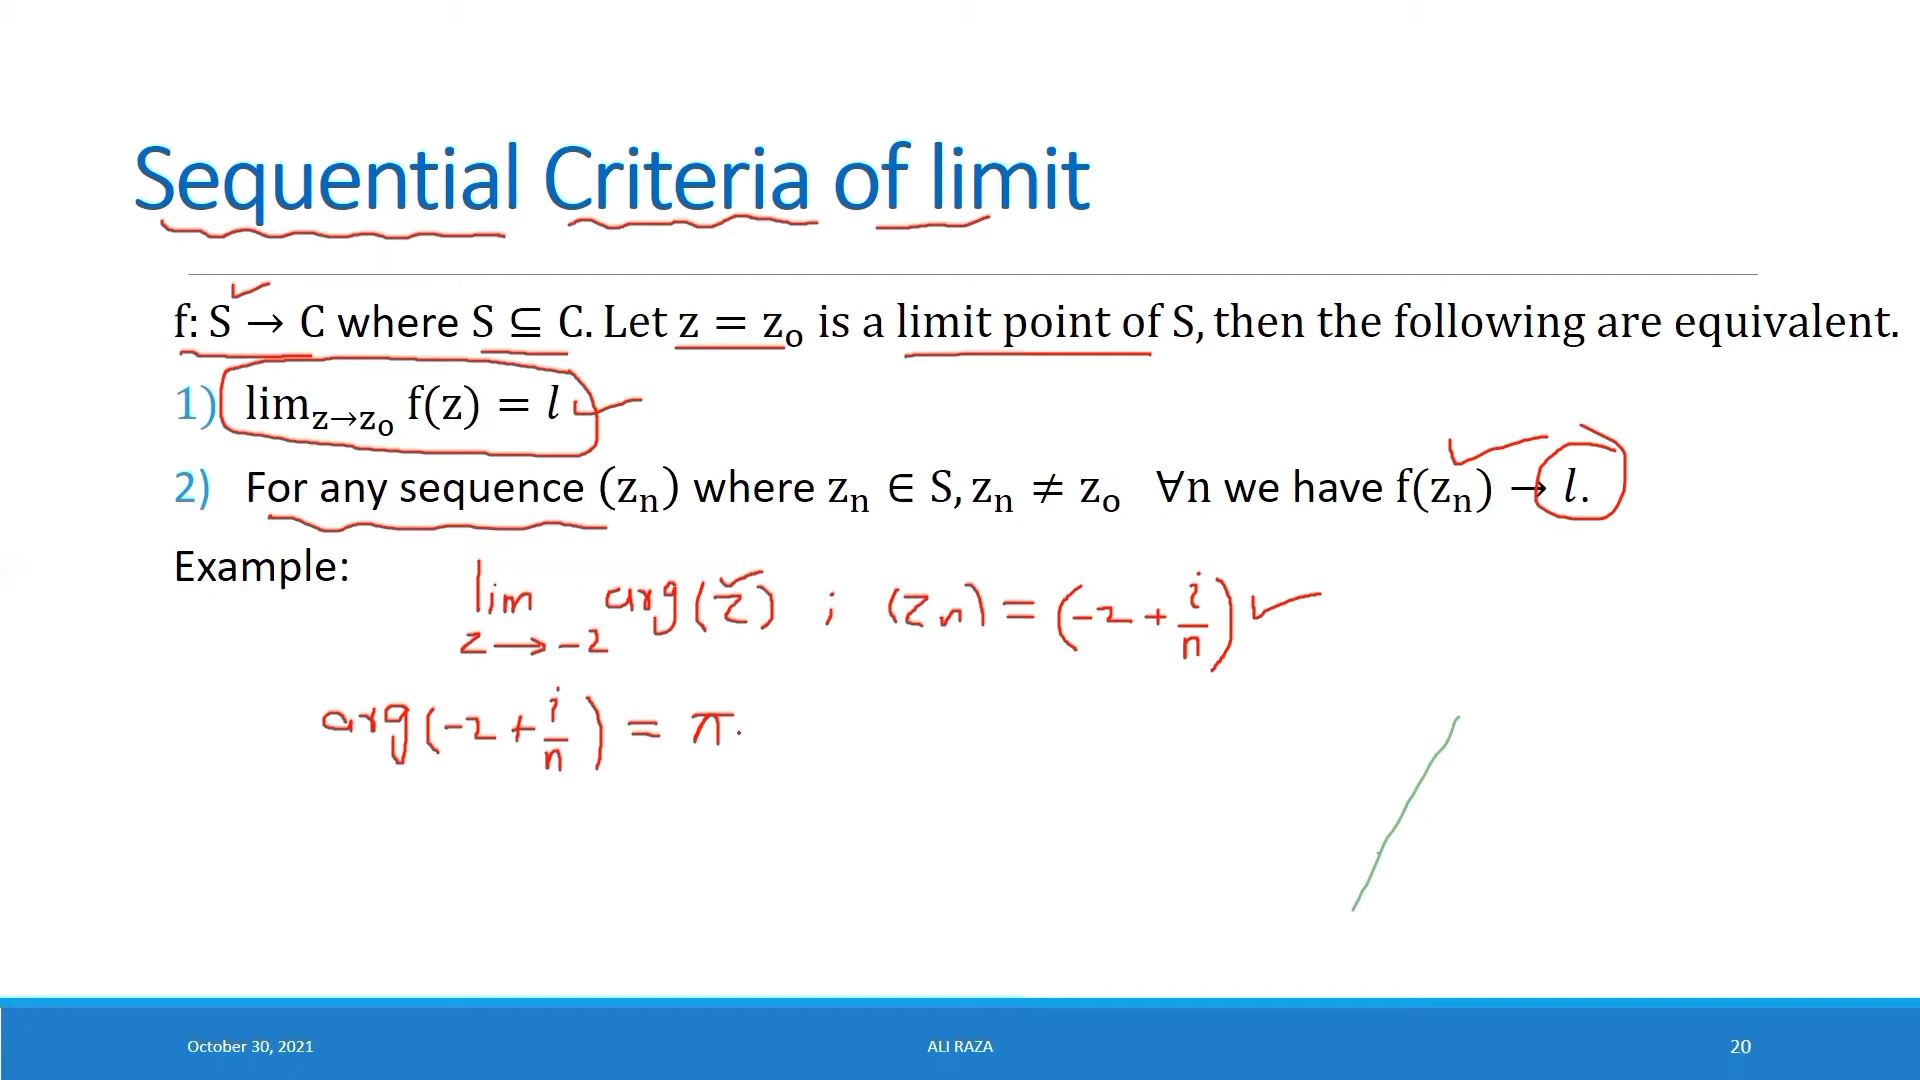 Sequential Criteria of limit
f: S → C where S ⊆ C. Let z = z₀ is a limit point of S, then the following are equivalent.
1) lim_{z→z₀} f(z) = l
2) For any sequence (zₙ) where zₙ ∈ S, zₙ ≠ z₀ ∀n we have f(zₙ) → l.
Example:
lim_{z→-2} arg(z) ; (zn) = (-2 + i/n)
arg(-2 + i/n) = π.
October 30, 2021 ALI RAZA 20